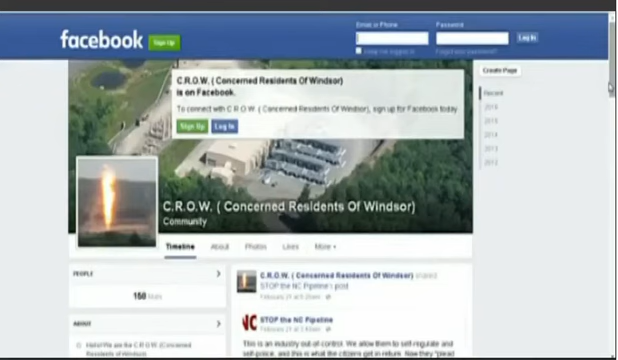 facebook
Sign Up
Email or Phone
Password
Log In
Keep me logged in
C.R.O.W. ( Concerned Residents Of Windsor)
is on Facebook.
To connect with C.R.O.W. ( Concerned Residents Of Windsor), sign up for Facebook today.
Sign Up
Log In
Create Page
Recent
2016
2015
2014
2013
2012
C.R.O.W. ( Concerned Residents Of Windsor)
Community
Timeline
About
Photos
Likes
More
PEOPLE
ABOUT
C.R.O.W. ( Concerned Residents Of Windsor) shared
STOP the NC Pipeline's post
STOP the NC Pipeline
This is an industry out of control. We allow them to self-regulate and
self-police, and this is what the citizens get in return. Now they "plead
Hello! We are the C.R.O.W. (Concerned
Residents of Windsor)